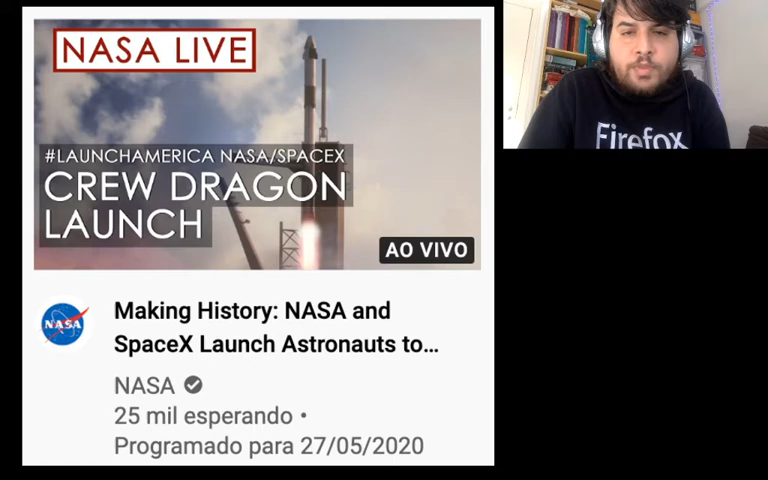 NASA LIVE
#LAUNCHAMERICA NASA/SPACEX
CREW DRAGON
LAUNCH
AO VIVO
NASA
Making History: NASA and
SpaceX Launch Astronauts to...
NASA
25 mil esperando •
Programado para 27/05/2020
Firefox